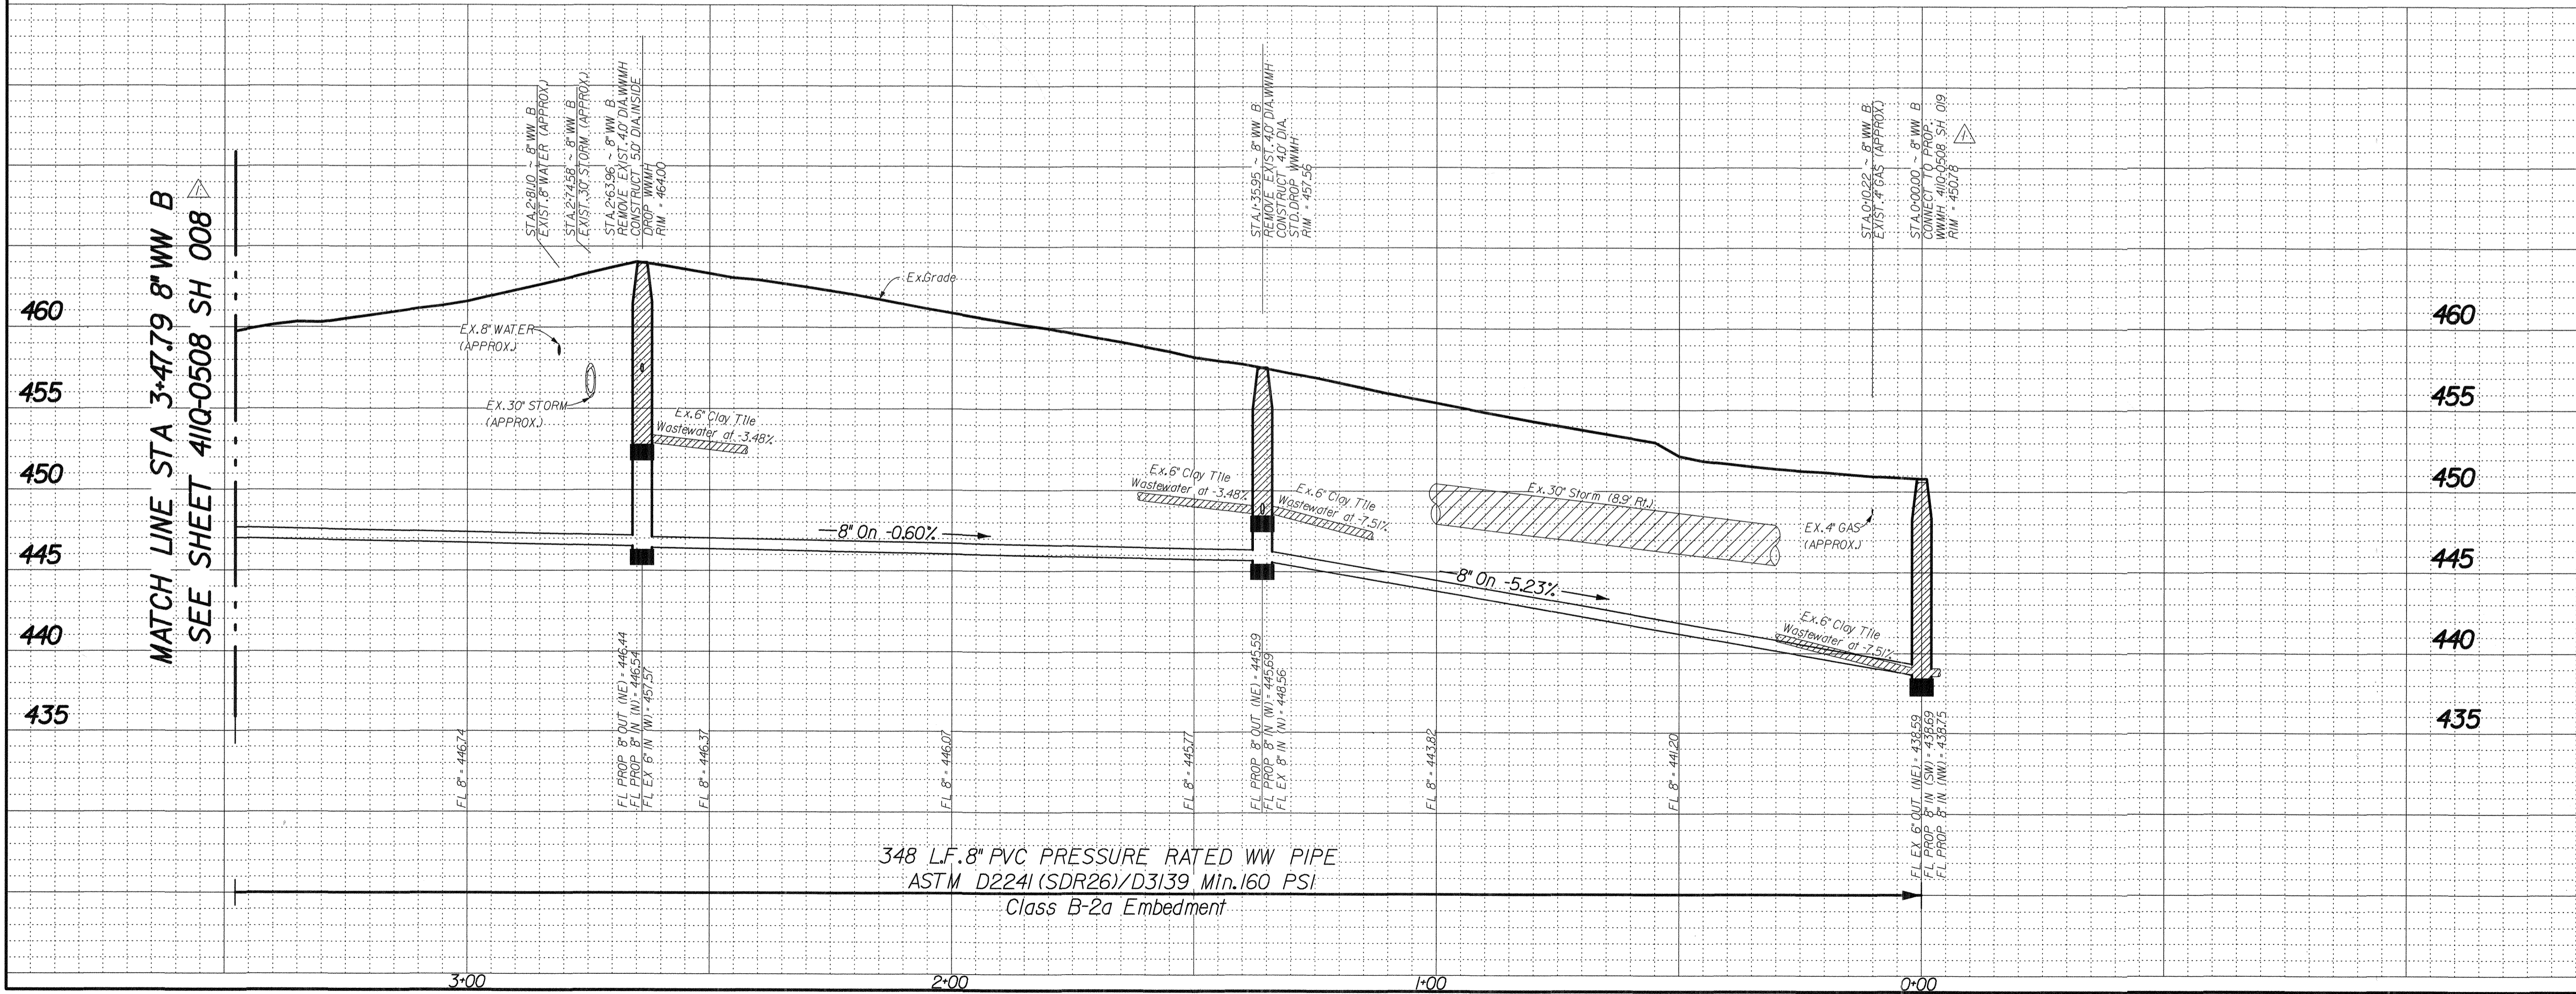 MATCH LINE STA 3+47.79 8" WW B
SEE SHEET 411Q-0508 SH 008
1
STA. 2+81.10 ~ 8" WW B
EXIST. 8" WATER (APPROX.)
STA. 2+74.58 ~ 8" WW B
EXIST. 30" STORM (APPROX.)
STA. 2+63.96 ~ 8" WW B
REMOVE EXIST. 4.0' DIA. WWMH
CONSTRUCT 5.0' DIA. INSIDE
DROP WWMH
RIM = 464.00
STA. 1+35.95 ~ 8" WW B
REMOVE EXIST. 4.0' DIA. WWMH
CONSTRUCT 4.0' DIA.
STD. DROP WWMH
RIM = 457.56
STA. 0+10.22 ~ 8" WW B
EXIST. 4" GAS (APPROX.)
STA. 0+00.00 ~ 8" WW B
CONNECT TO PROP.
WWMH 411Q-0508 SH 019
RIM = 450.78
1
Ex. Grade
460
460
EX. 8" WATER
(APPROX.)
455
455
EX. 30" STORM
(APPROX.)
Ex. 6" Clay Tile
Wastewater at -3.48%
450
450
Ex. 6" Clay Tile
Wastewater at -3.48%
Ex. 6" Clay Tile
Wastewater at -7.51%
Ex. 30" Storm (8.9' Rt.)
EX. 4" GAS
(APPROX.)
8" On -0.60%
445
445
8" On -5.23%
440
440
Ex. 6" Clay Tile
Wastewater at -7.51%
435
435
FL 8" = 446.74
FL PROP 8" OUT (NE) = 446.44
FL PROP 8" IN (N) = 446.54
FL EX 6" IN (W) = 457.57
FL 8" = 446.37
FL 8" = 446.07
FL 8" = 445.77
FL PROP 8" OUT (NE) = 445.59
FL PROP 8" IN (W) = 445.69
FL EX 8" IN (N) = 448.56
FL 8" = 443.82
FL 8" = 441.20
FL EX 6" OUT (NE) = 438.59
FL PROP 8" IN (SW) = 438.69
FL PROP 8" IN (NW) = 438.75
348 L.F. 8" PVC PRESSURE RATED WW PIPE
ASTM D2241 (SDR26)/D3139 Min. 160 PSI
Class B-2a Embedment
3+00
2+00
1+00
0+00